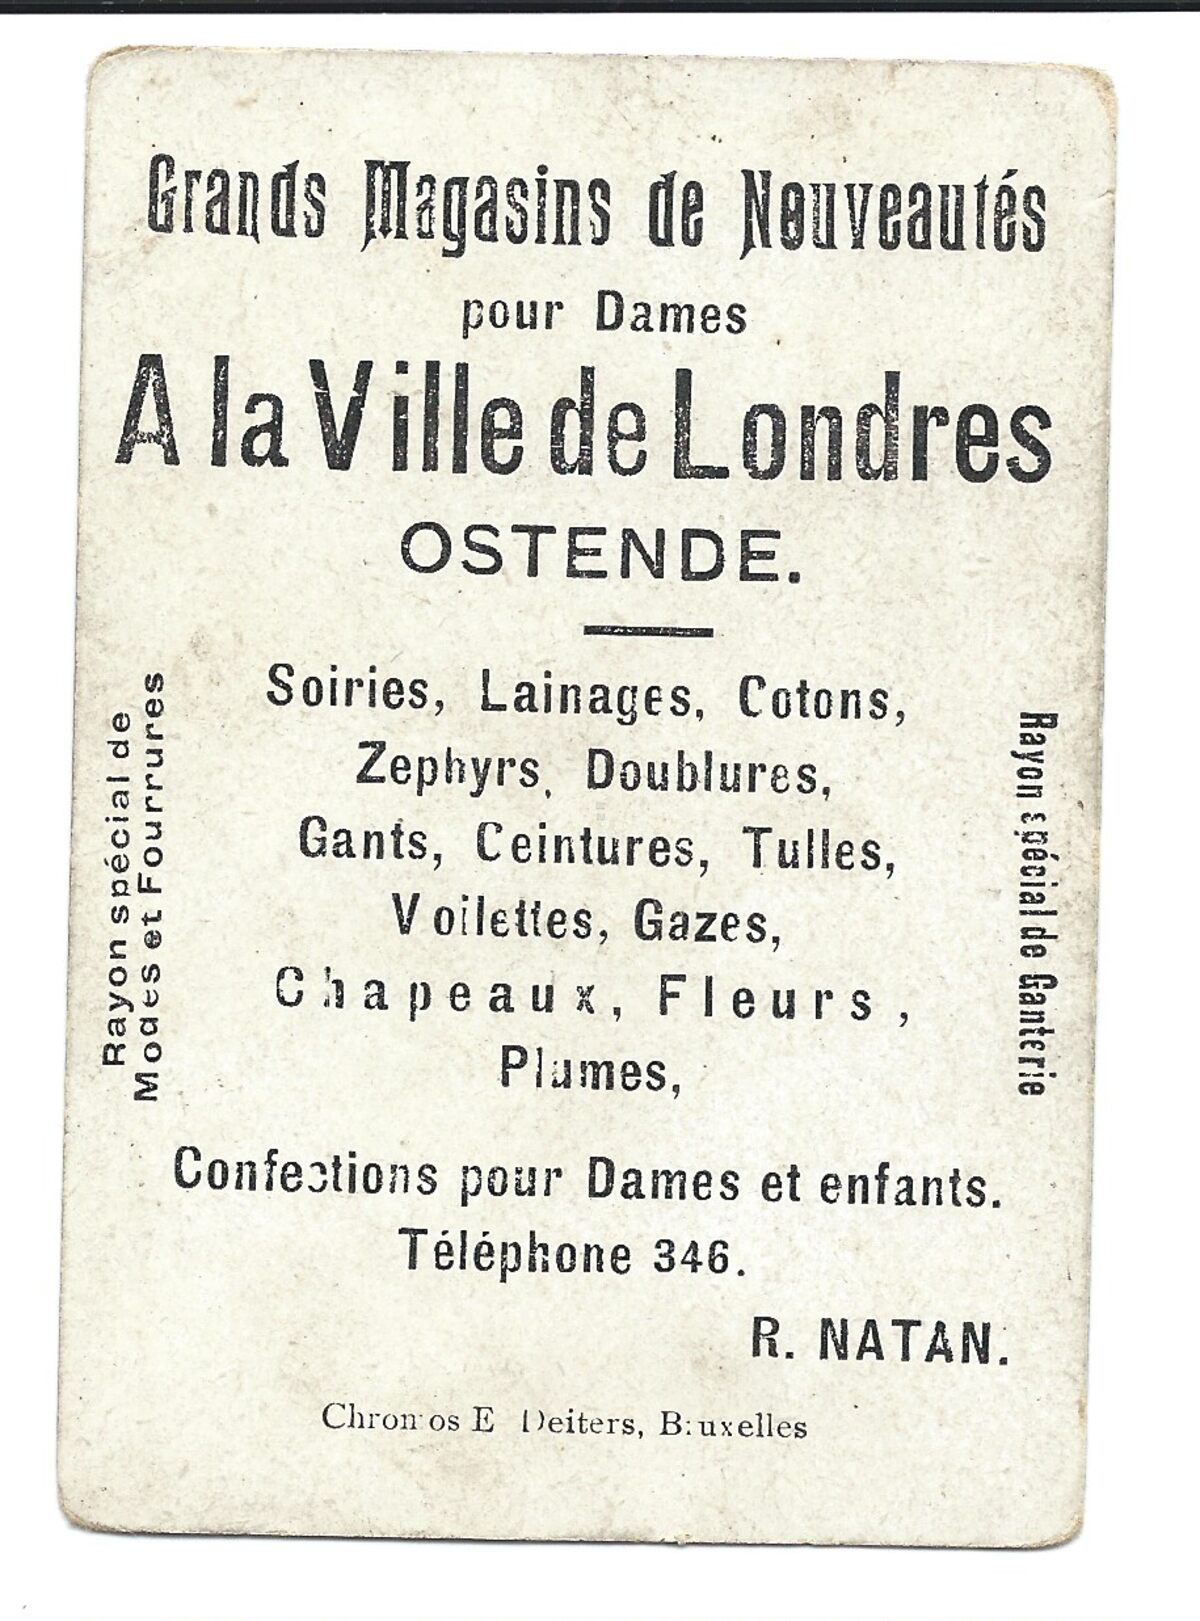 Grands Magasins de Nouveautés
pour Dames
A la Ville de Londres
OSTENDE.
Soiries, Lainages, Cotons,
Zephyrs, Doublures,
Gants, Ceintures, Tulles,
Voilettes, Gazes,
Chapeaux, Fleurs,
Plumes,
Confections pour Dames et enfants.
Téléphone 346.
R. NATAN.
Chromos E Deiters, Bruxelles
Rayon spécial de
Modes et Fourrures
Rayon spécial de Ganterie